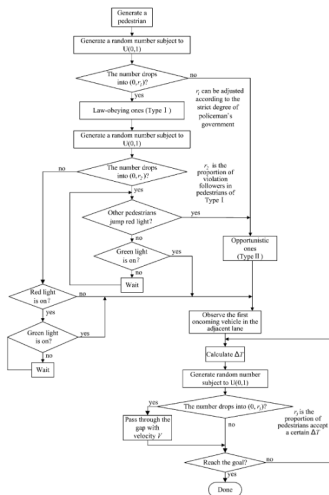 Generate a
pedestrian
Generate a random number subject to
U(0,1)
The number drops
into (0, r₁)?
no
yes
r₁ can be adjusted
according to the
strict degree of
policeman's
government
Law-obeying ones (Type I)
Generate a random number subject to
U(0,1)
no
The number drops
into (0, r₂)?
yes
r₂ is the
proportion of
violation
followers in
pedestrians of
Type I
Other pedestrians
jump red light?
yes
no
Green light
is on?
yes
no
Wait
Opportunistic
ones
(Type II)
Red light
is on?
no
yes
Green light
is on?
yes
no
Wait
Observe the first
oncoming vehicle in the
adjacent lane
Calculate ΔT
Generate random number
subject to U(0,1)
yes
The number drops into (0, r₃)?
r₃ is the
proportion of
pedestrians accept
a certain ΔT
Pass through the
gap with
velocity V
no
Reach the goal?
no
yes
Done